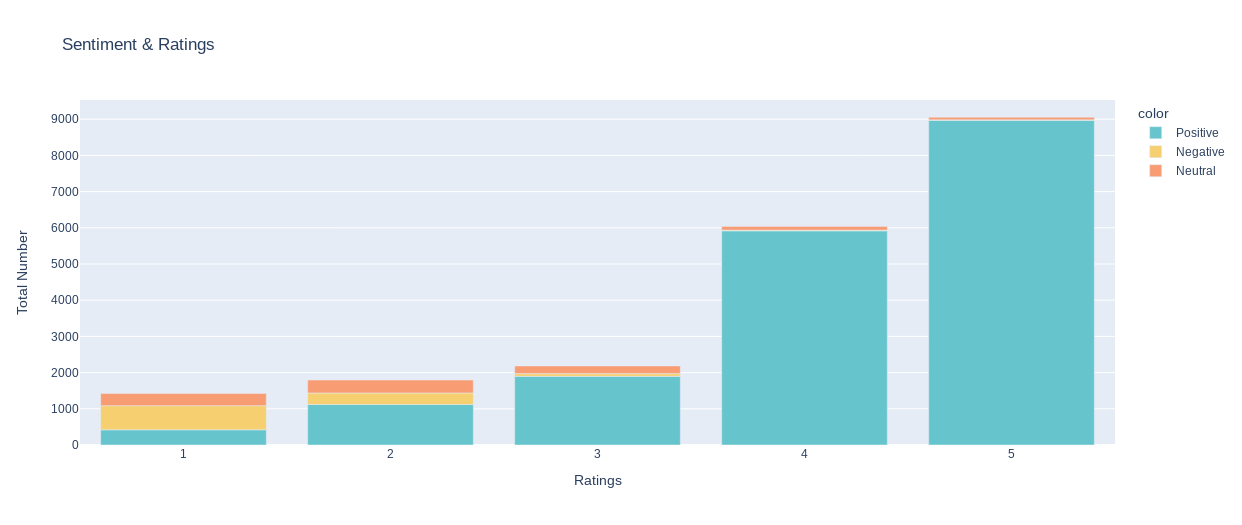 Sentiment & Ratings
color
Positive
Negative
Neutral
Total Number
9000
8000
7000
6000
5000
4000
3000
2000
1000
0
1 2 3 4 5
Ratings